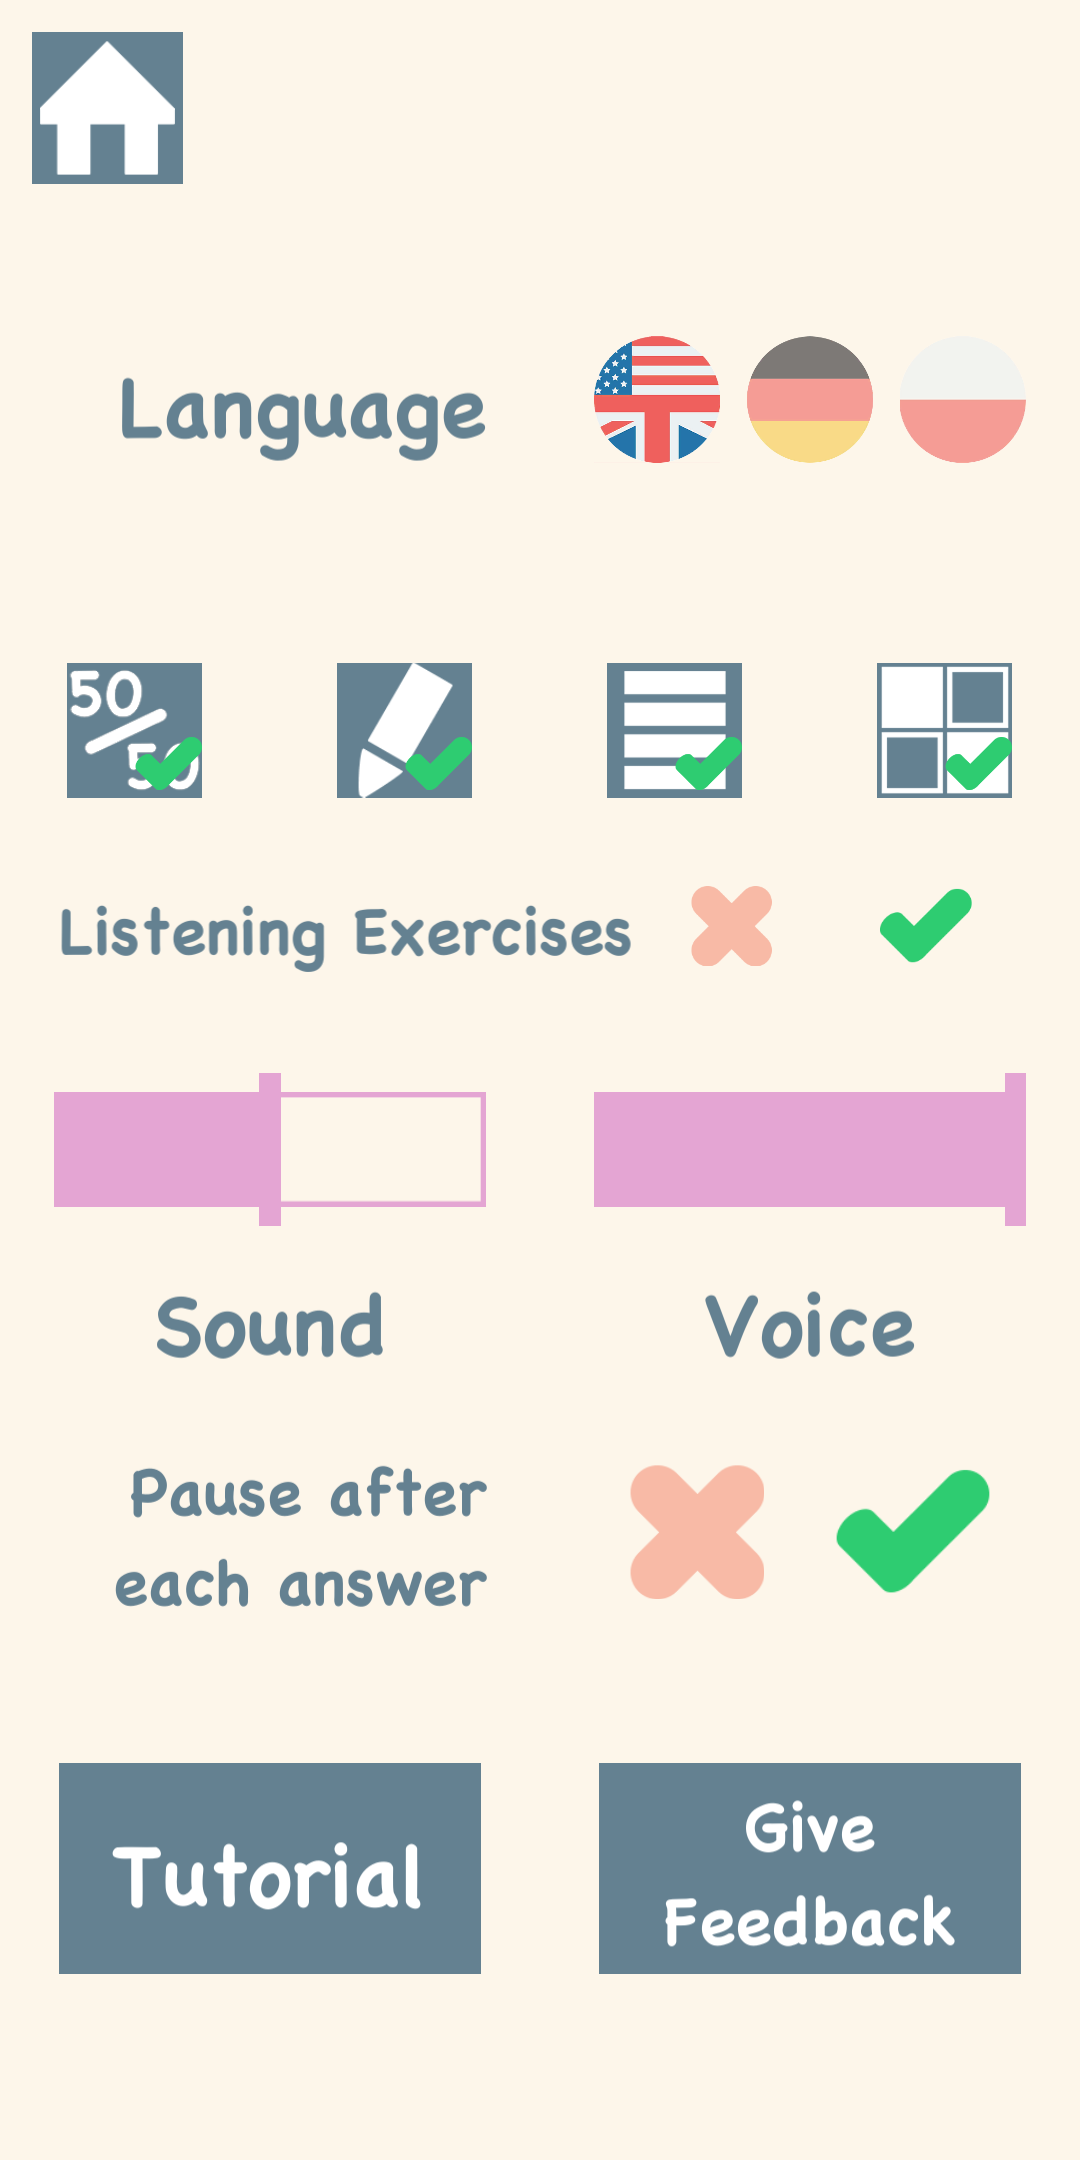 Language
50
50
Listening Exercises
Sound
Voice
Pause after
each answer
Tutorial
Give
Feedback